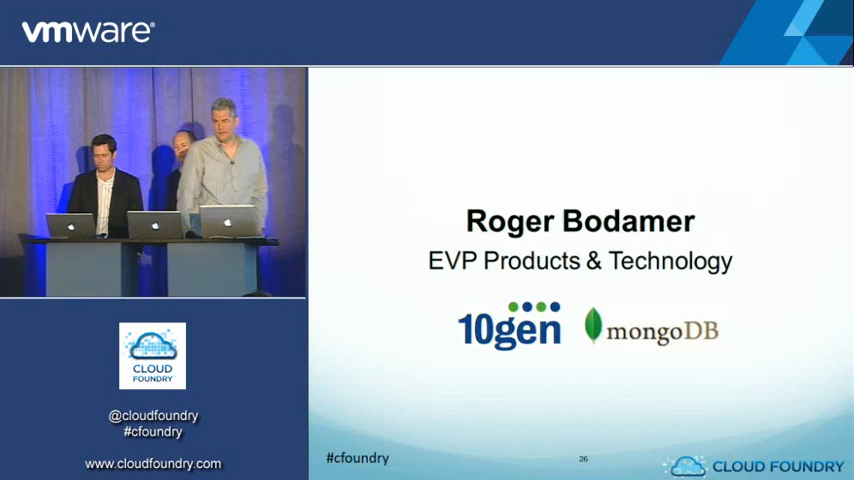 vmware®
Roger Bodamer
EVP Products & Technology
10gen
mongoDB
CLOUD
FOUNDRY
@cloudfoundry
#cfoundry
www.cloudfoundry.com
#cfoundry
26
CLOUD FOUNDRY